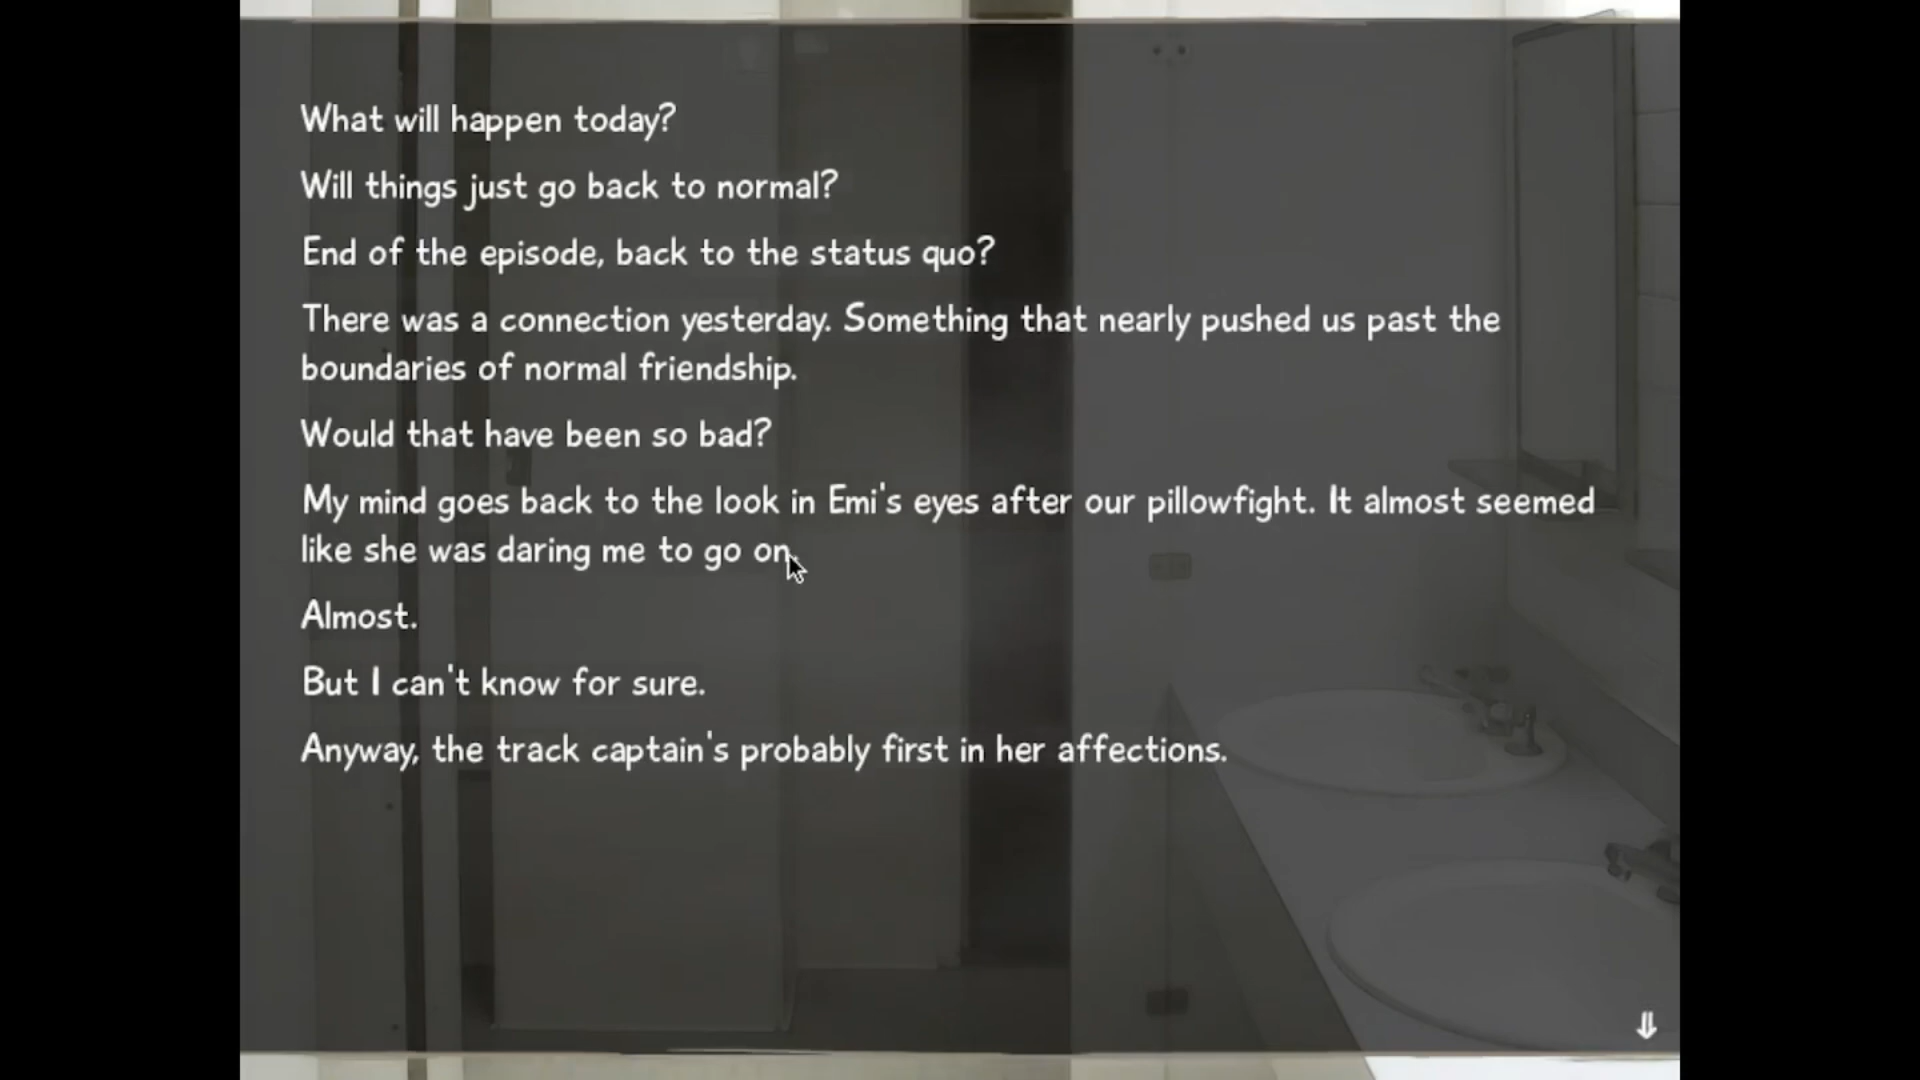 What will happen today?
Will things just go back to normal?
End of the episode, back to the status quo?
There was a connection yesterday. Something that nearly pushed us past the
boundaries of normal friendship.
Would that have been so bad?
My mind goes back to the look in Emi's eyes after our pillowfight. It almost seemed
like she was daring me to go on.
Almost.
But I can't know for sure.
Anyway, the track captain's probably first in her affections.